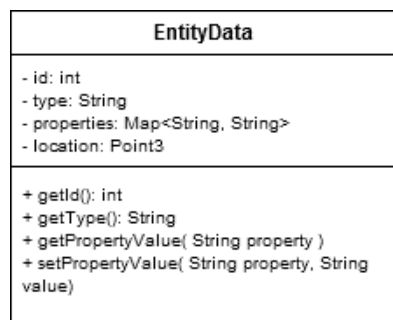 EntityData
- id: int
- type: String
- properties: Map<String, String>
- location: Point3
+ getId(): int
+ getType(): String
+ getPropertyValue( String property )
+ setPropertyValue( String property, String
value)